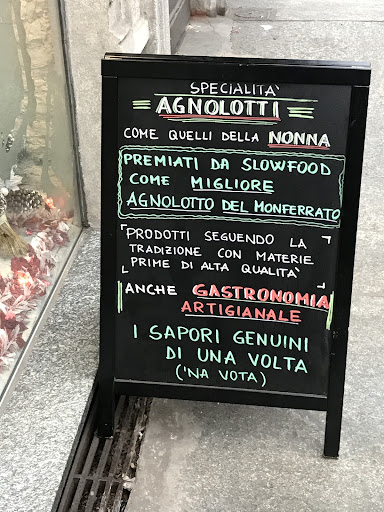 SPECIALITA'
= AGNOLOTTI =
COME QUELLI DELLA NONNA
PREMIATI DA SLOWFOOD
COME MIGLIORE
AGNOLOTTO DEL MONFERRATO
PRODOTTI SEGUENDO LA
TRADIZIONE CON MATERIE
PRIME DI ALTA QUALITA'
ANCHE GASTRONOMIA
ARTIGIANALE
I SAPORI GENUINI
DI UNA VOLTA
('NA VOTA)